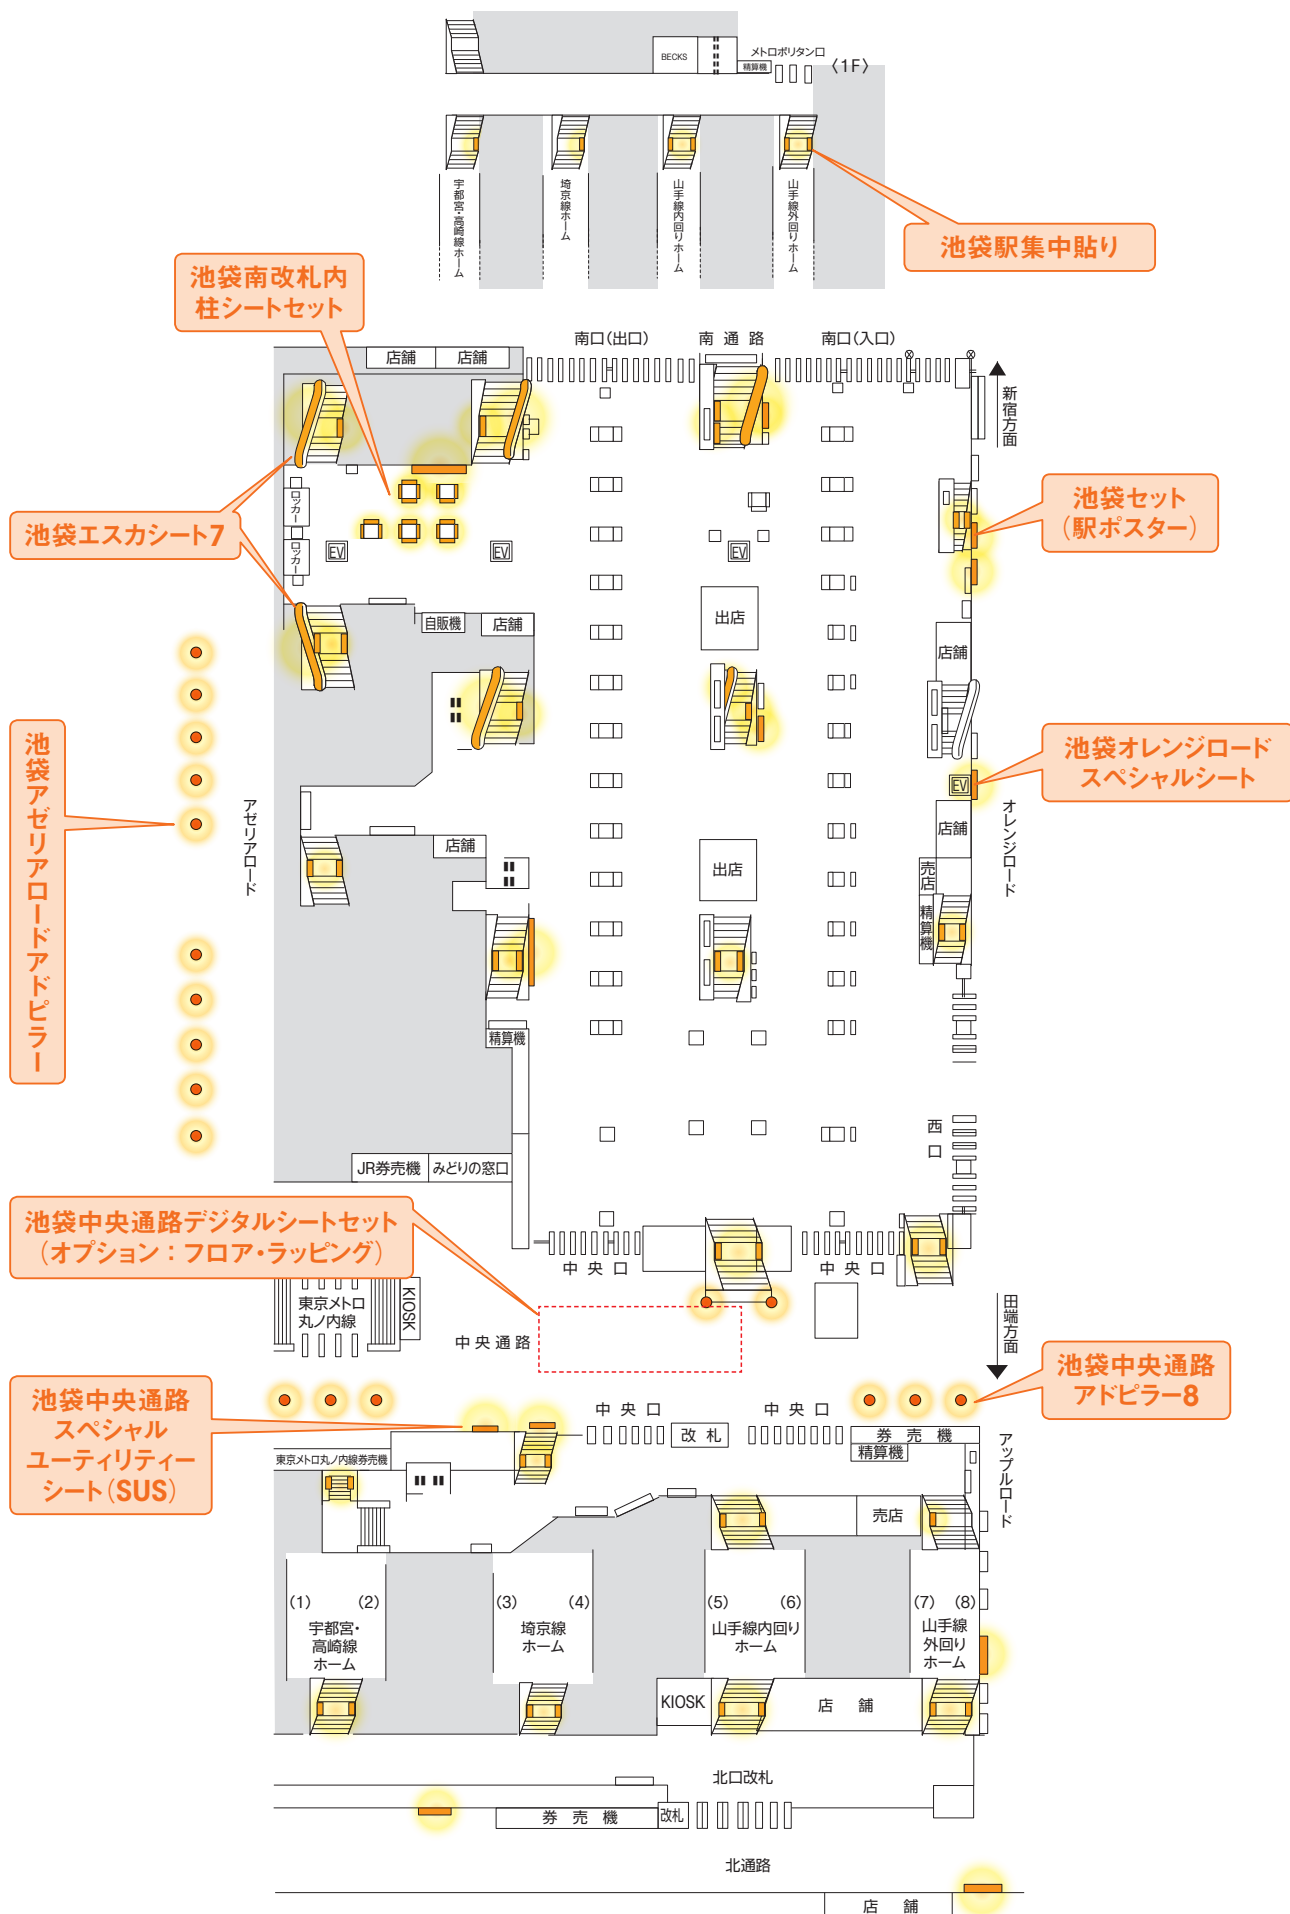 BECKS
メトロポリタン口
精算機
〈1F〉
宇都宮・高崎線ホーム
埼京線ホーム
山手線内回りホーム
山手線外回りホーム
池袋駅集中貼り
池袋南改札内
柱シートセット
南口(出口)
南通路
南口(入口)
店舗
店舗
新宿方面
ロッカー
ロッカー
池袋エスカシート7
EV
EV
EV
池袋セット
(駅ポスター)
出店
自販機
店舗
店舗
池袋アゼリアロードアドピラー
アゼリアロード
池袋オレンジロード
スペシャルシート
EV
オレンジロード
店舗
店舗
出店
売店
精算機
精算機
西口
JR券売機
みどりの窓口
池袋中央通路デジタルシートセット
(オプション:フロア・ラッピング)
中央口
中央口
東京メトロ
丸ノ内線
KIOSK
中央通路
田端方面
池袋中央通路
アドピラー8
池袋中央通路
スペシャル
ユーティリティー
シート(SUS)
中央口
改札
中央口
券売機
精算機
東京メトロ丸ノ内線券売機
アップルロード
売店
(1)
(2)
宇都宮・
高崎線
ホーム
(3)
(4)
埼京線
ホーム
(5)
(6)
山手線内回り
ホーム
(7)
(8)
山手線
外回り
ホーム
KIOSK
店舗
北口改札
券売機
改札
北通路
店舗